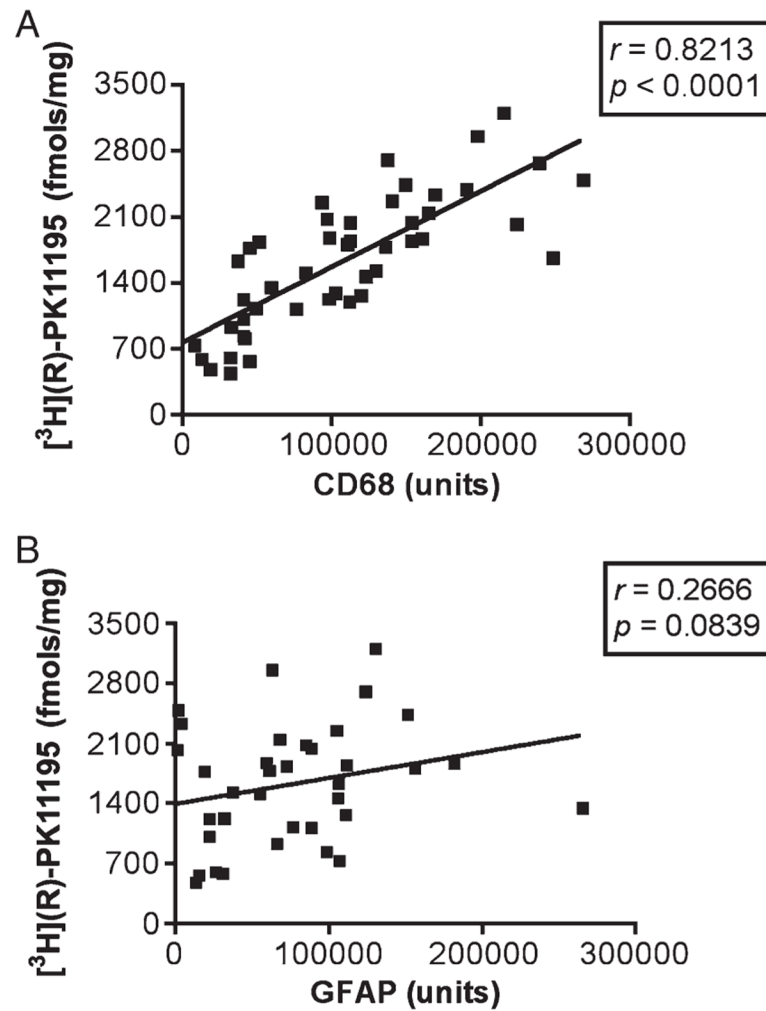 A
r = 0.8213
p < 0.0001
[³H](R)-PK11195 (fmols/mg)
3500
2800
2100
1400
700
0
0 100000 200000 300000
CD68 (units)
B
r = 0.2666
p = 0.0839
[³H](R)-PK11195 (fmols/mg)
3500
2800
2100
1400
700
0
0 100000 200000 300000
GFAP (units)